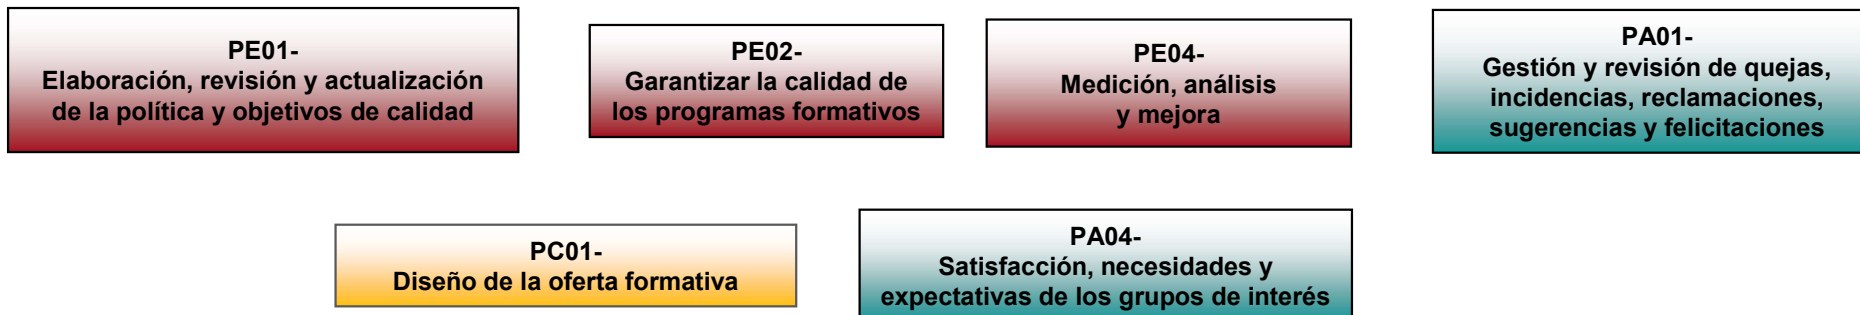 PE01-
Elaboración, revisión y actualización
de la política y objetivos de calidad
PE02-
Garantizar la calidad de
los programas formativos
PE04-
Medición, análisis
y mejora
PA01-
Gestión y revisión de quejas,
incidencias, reclamaciones,
sugerencias y felicitaciones
PC01-
Diseño de la oferta formativa
PA04-
Satisfacción, necesidades y
expectativas de los grupos de interés